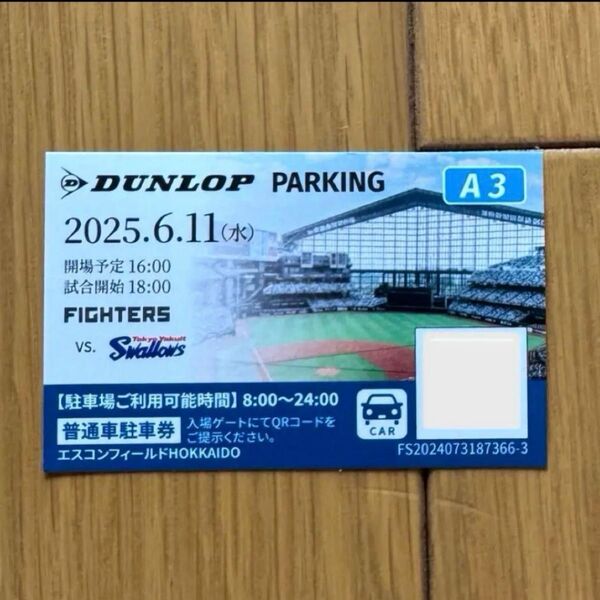 DUNLOP PARKING A3
2025.6.11(水)
開場予定 16:00
試合開始 18:00
FIGHTERS
VS. Tokyo Yakult Swallows
【駐車場ご利用可能時間】8:00〜24:00
普通車駐車券 入場ゲートにてQRコードを
ご提示ください。
CAR
エスコンフィールドHOKKAIDO
FS2024073187366-3